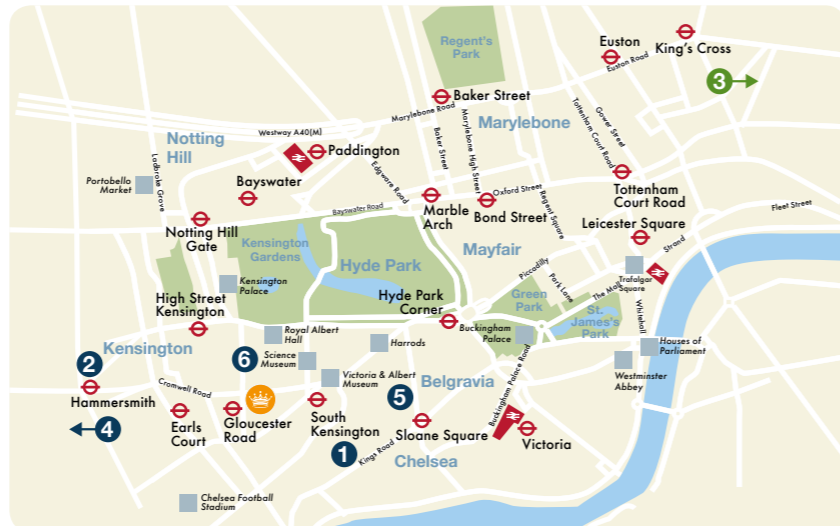 Regent's
Park
Euston
King's Cross
Euston Road
3
Baker Street
Marylebone Road
Marylebone
Gower Street
Tottenham Court Road
Notting
Hill
Westway A40(M)
Paddington
Baker Street
Marylebone High Street
Ladbroke Grove
Portobello
Market
Bayswater
Edgware Road
Oxford Street
Tottenham
Court Road
Bayswater Road
Marble
Arch
Bond Street
Regent Square
Fleet Street
Notting Hill
Gate
Leicester Square
Kensington
Gardens
Hyde Park
Mayfair
Strand
Piccadilly
Trafalgar
Square
Kensington
Palace
Park Lane
The Mall
Green
Park
High Street
Kensington
Hyde Park
Corner
St.
James's
Park
Whitehall
Royal Albert
Hall
Buckingham
Palace
Houses of
Parliament
Kensington
2
6
Science
Museum
Harrods
Westminster
Abbey
Buckingham Palace Road
Victoria & Albert
Museum
Belgravia
Hammersmith
Cromwell Road
5
4
Earls
Court
Gloucester
Road
South
Kensington
Sloane Square
Victoria
1
Kings Road
Chelsea
Chelsea Football
Stadium